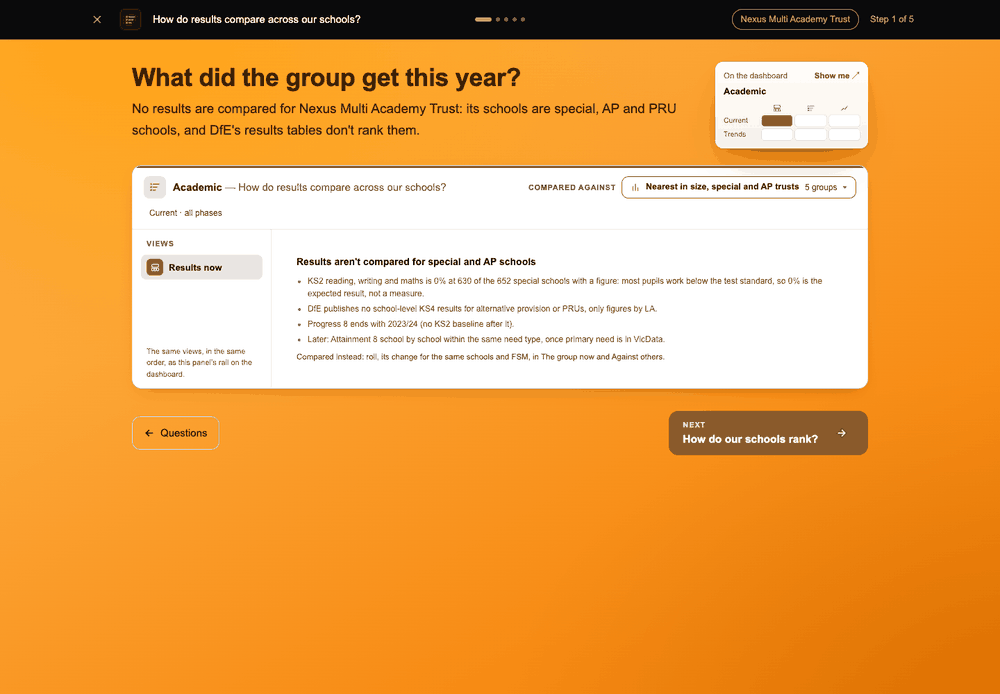 How do results compare across our schools?
Nexus Multi Academy Trust
Step 1 of 5
What did the group get this year?
No results are compared for Nexus Multi Academy Trust: its schools are special, AP and PRU
schools, and DfE's results tables don't rank them.
On the dashboard
Show me
Academic
Current
Trends
Academic — How do results compare across our schools?
COMPARED AGAINST
Nearest in size, special and AP trusts 5 groups
Current · all phases
VIEWS
Results now
The same views, in the same
order, as this panel's rail on the
dashboard.
Results aren't compared for special and AP schools
• KS2 reading, writing and maths is 0% at 630 of the 652 special schools with a figure: most pupils work below the test standard, so 0% is the
expected result, not a measure.
• DfE publishes no school-level KS4 results for alternative provision or PRUs, only figures by LA.
• Progress 8 ends with 2023/24 (no KS2 baseline after it).
• Later: Attainment 8 school by school within the same need type, once primary need is in VicData.
Compared instead: roll, its change for the same schools and FSM, in The group now and Against others.
← Questions
NEXT
How do our schools rank? →